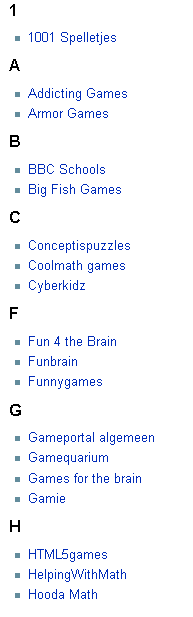 1
1001 Spelletjes
A
Addicting Games
Armor Games
B
BBC Schools
Big Fish Games
C
Conceptispuzzles
Coolmath games
Cyberkidz
F
Fun 4 the Brain
Funbrain
Funnygames
G
Gameportal algemeen
Gamequarium
Games for the brain
Gamie
H
HTML5games
HelpingWithMath
Hooda Math